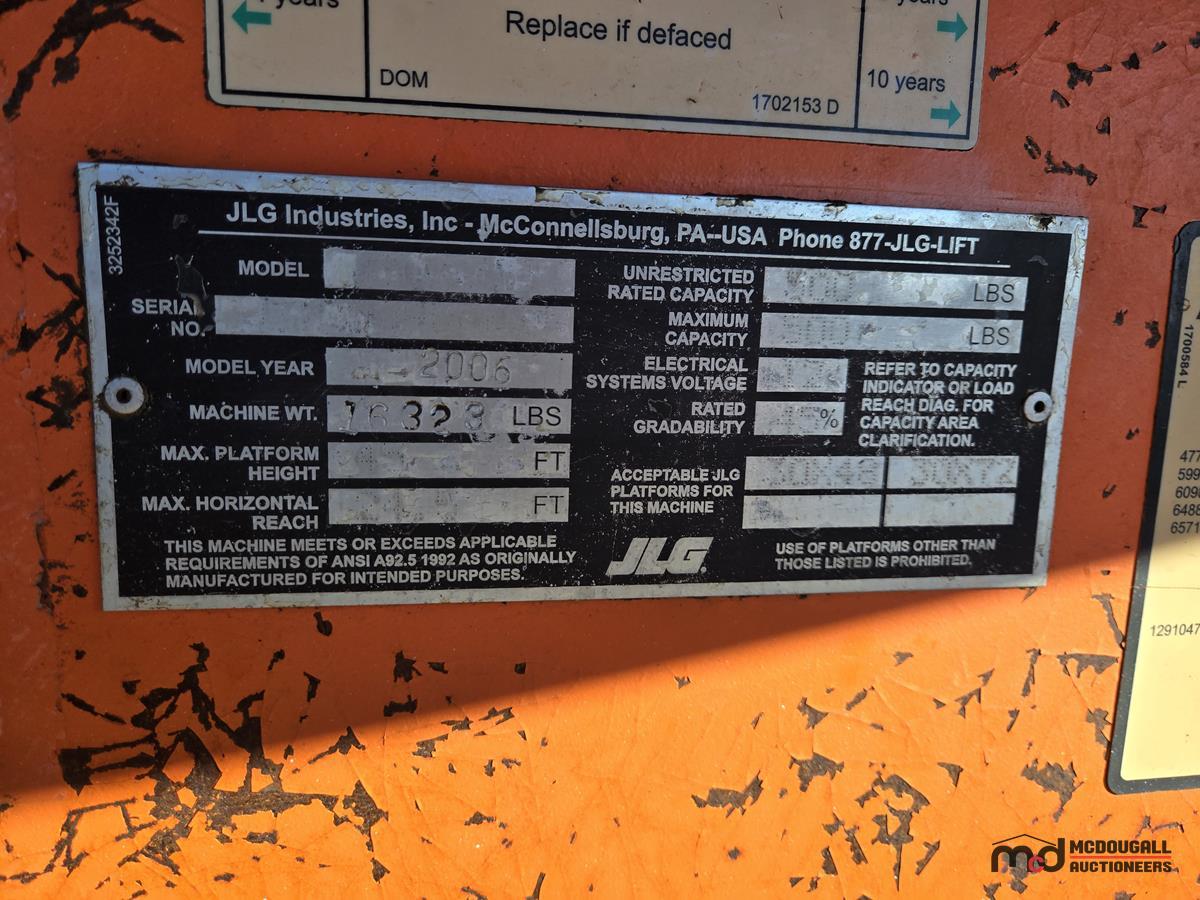 years
years
Replace if defaced
DOM
1702153 D
10 years
3252342F
JLG Industries, Inc - McConnellsburg, PA--USA Phone 877-JLG-LIFT
MODEL
SERIAL NO.
MODEL YEAR 2006
MACHINE WT. 16323 LBS
MAX. PLATFORM
HEIGHT FT
MAX. HORIZONTAL
REACH FT
THIS MACHINE MEETS OR EXCEEDS APPLICABLE
REQUIREMENTS OF ANSI A92.5 1992 AS ORIGINALLY
MANUFACTURED FOR INTENDED PURPOSES.
UNRESTRICTED
RATED CAPACITY LBS
MAXIMUM
CAPACITY LBS
ELECTRICAL
SYSTEMS VOLTAGE
RATED
GRADABILITY %
REFER TO CAPACITY
INDICATOR OR LOAD
REACH DIAG. FOR
CAPACITY AREA
CLARIFICATION.
ACCEPTABLE JLG
PLATFORMS FOR
THIS MACHINE
JLG
USE OF PLATFORMS OTHER THAN
THOSE LISTED IS PROHIBITED.
1700584 L
1291047
mcd MCDOUGALL
AUCTIONEERS